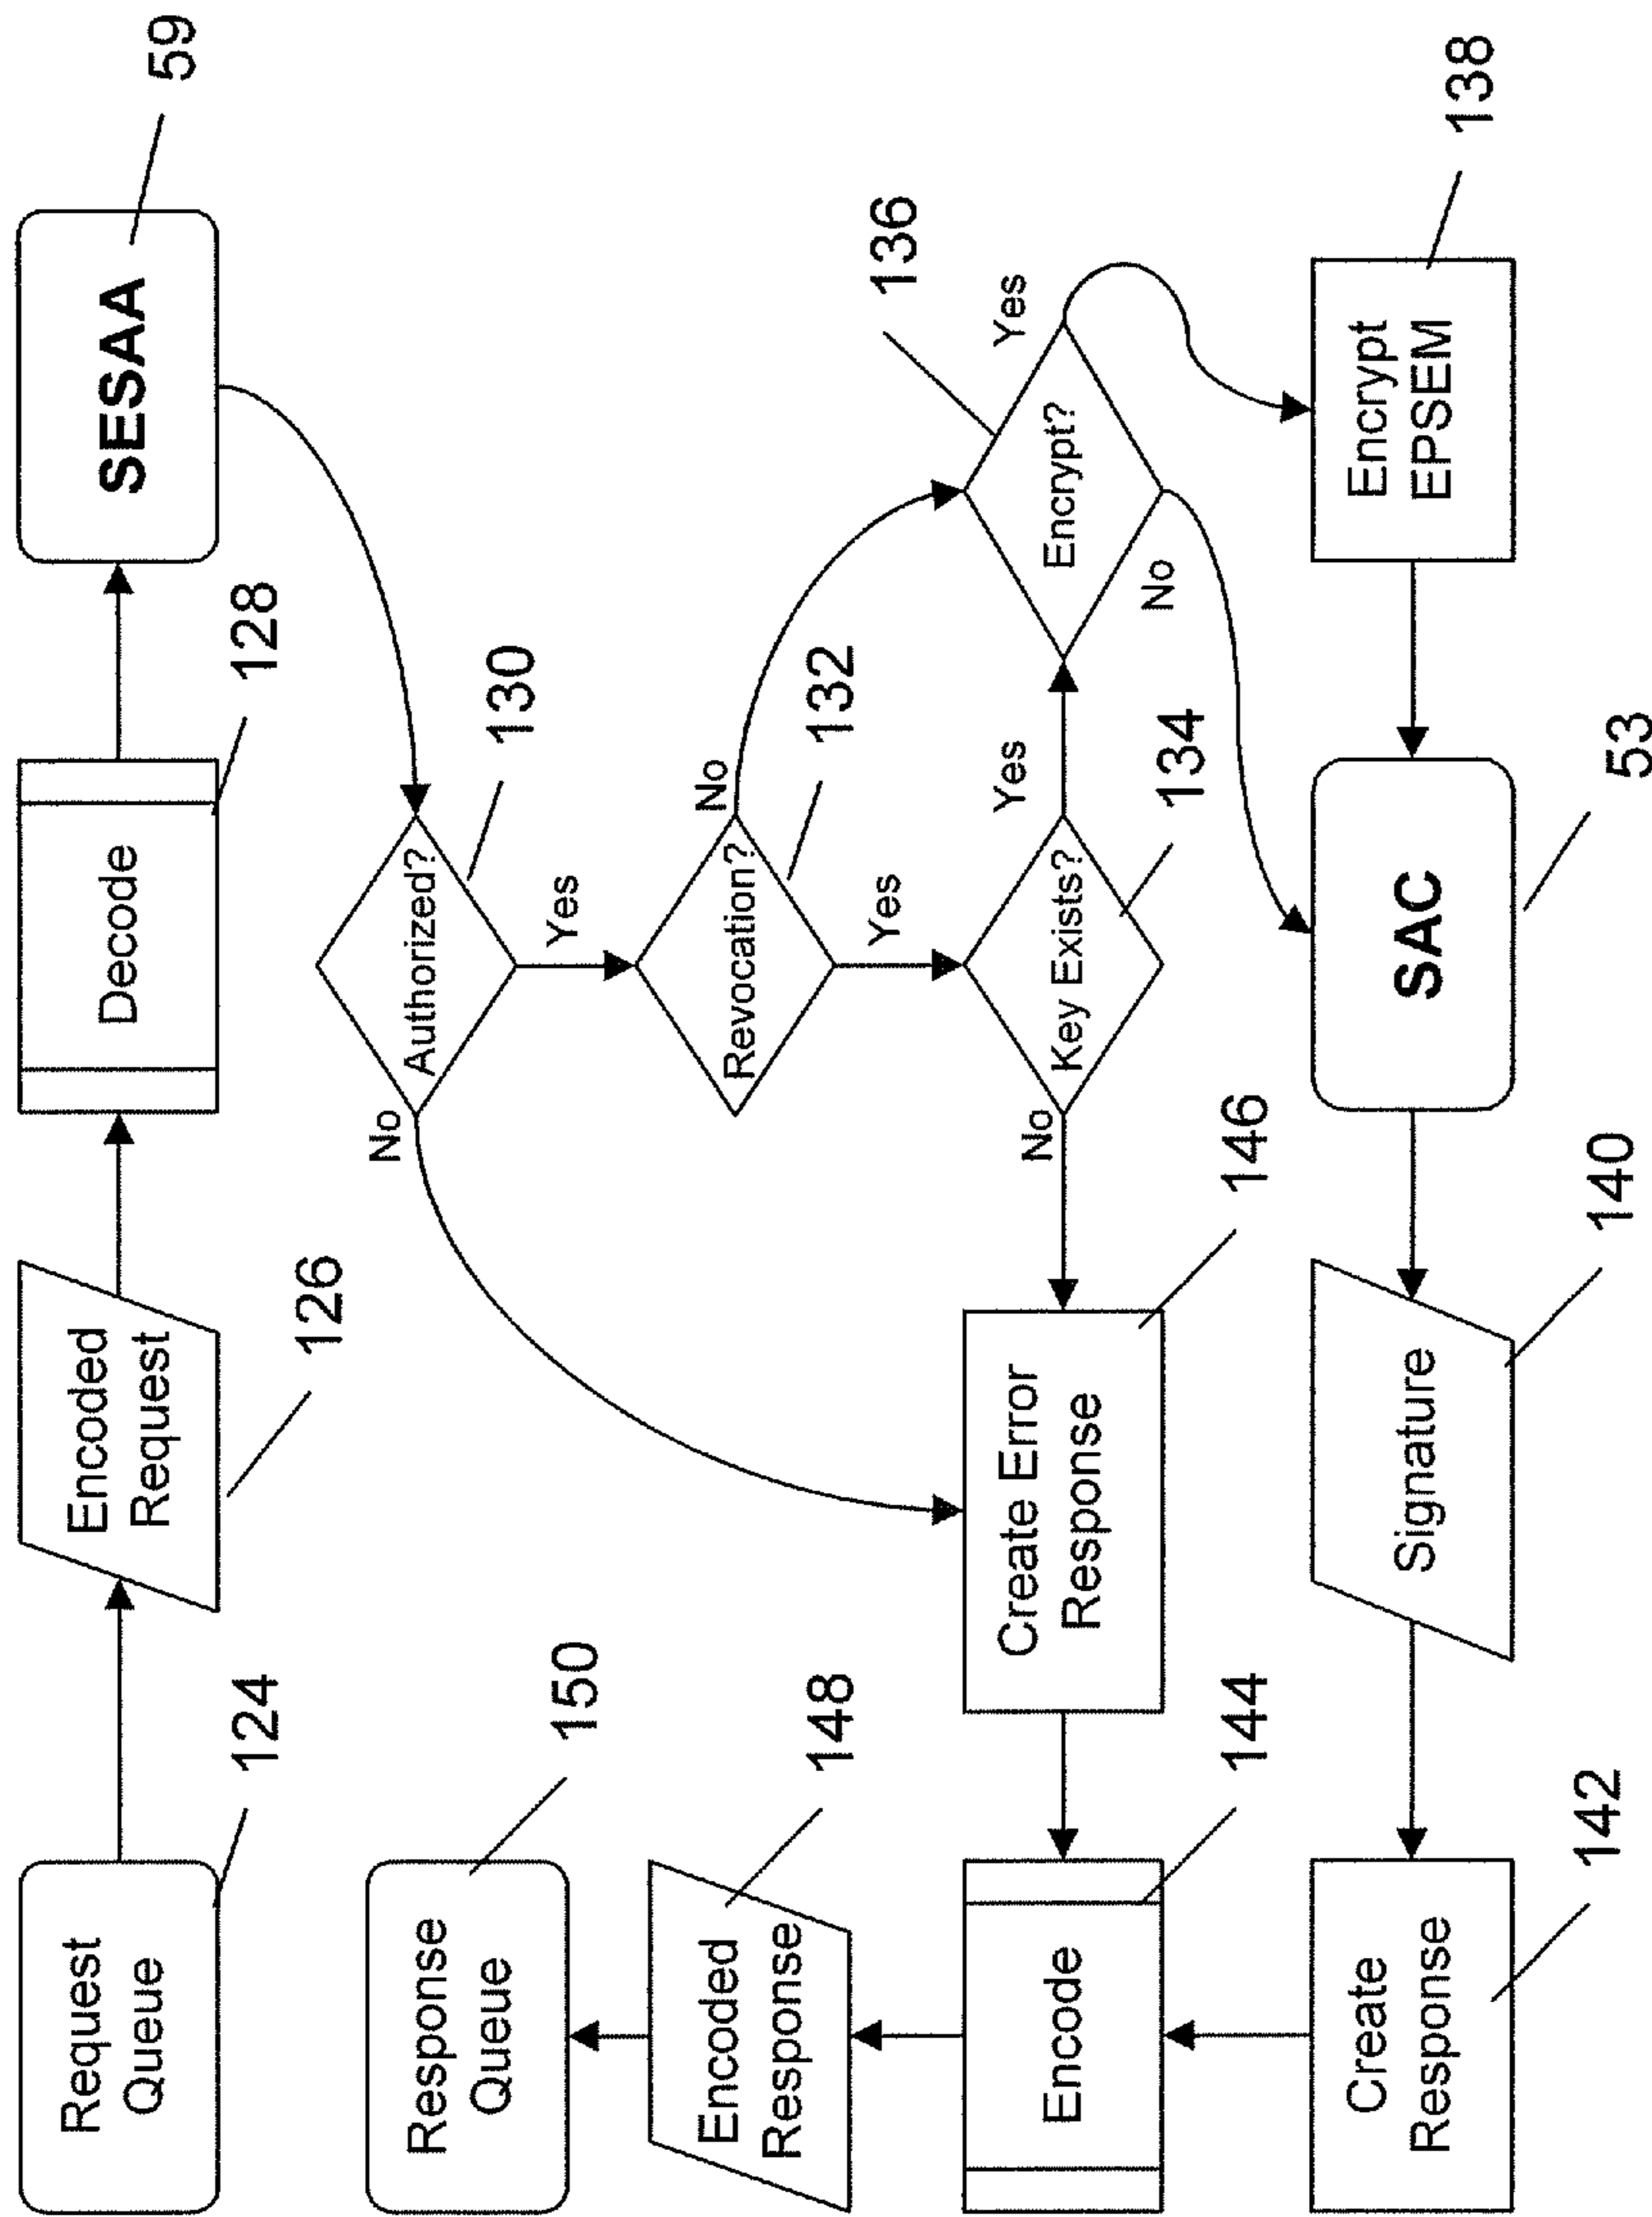 Request
Queue
124
Encoded
Request
126
Decode
128
SESAA
59
Authorized?
130
No
Yes
Revocation?
132
No
Yes
Key Exists?
134
No
Yes
Encrypt?
136
Yes
No
Encrypt
EPSEM
138
SAC
53
Signature
140
Create
Response
142
Create Error
Response
146
Encode
144
Encoded
Response
148
Response
Queue
150